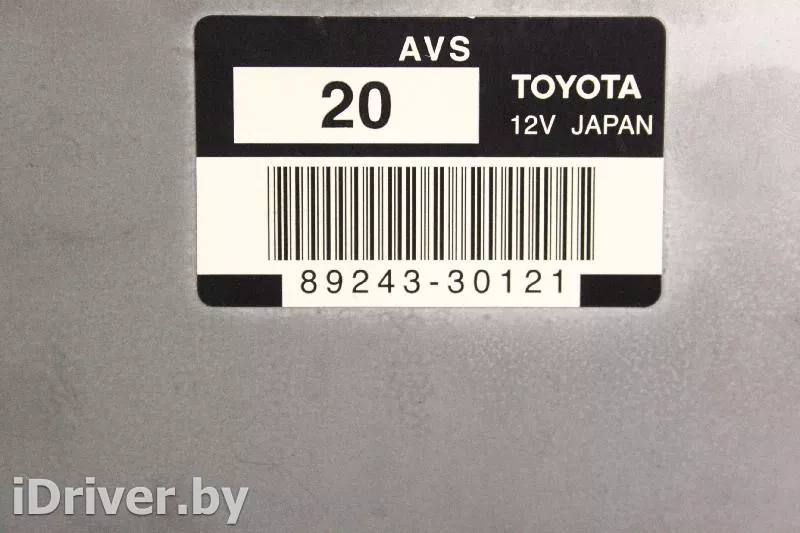 AVS
20
TOYOTA
12V JAPAN
89243-30121
iDriver.by